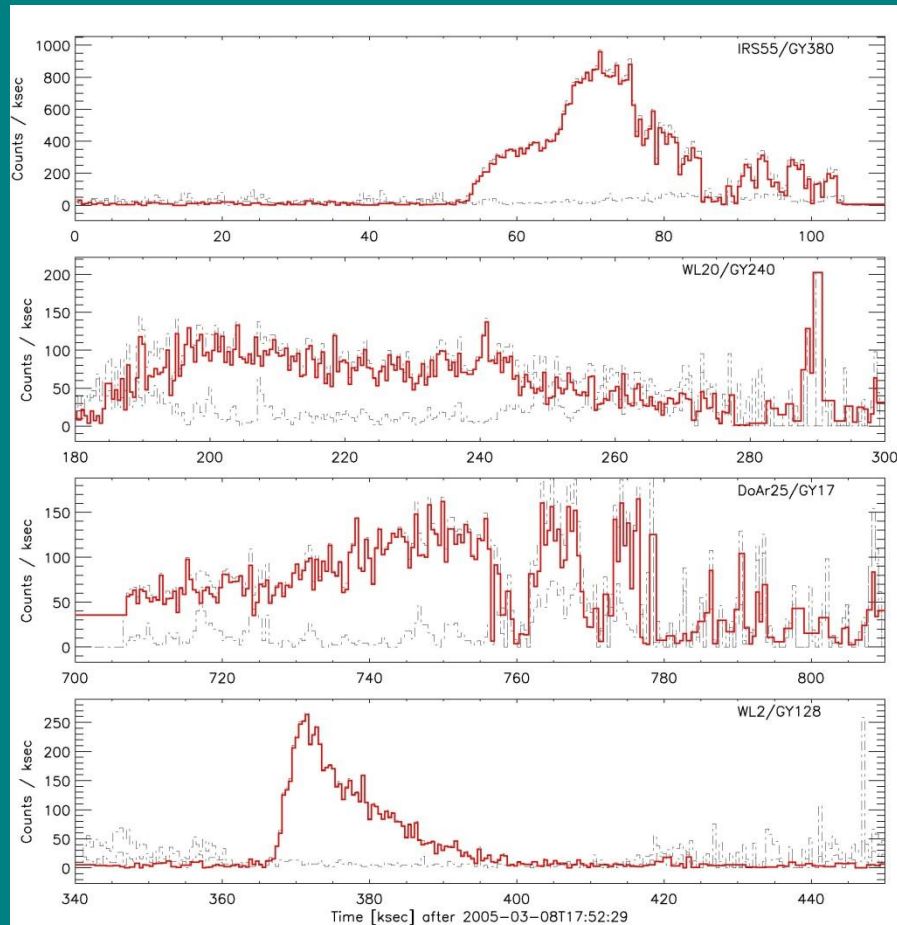 IRS55/GY380
Counts / ksec
1000
800
600
400
200
0
0 20 40 60 80 100
WL20/GY240
Counts / ksec
200
150
100
50
0
180 200 220 240 260 280 300
DoAr25/GY17
Counts / ksec
150
100
50
0
700 720 740 760 780 800
WL2/GY128
Counts / ksec
250
200
150
100
50
0
340 360 380 400 420 440
Time [ksec] after 2005-03-08T17:52:29